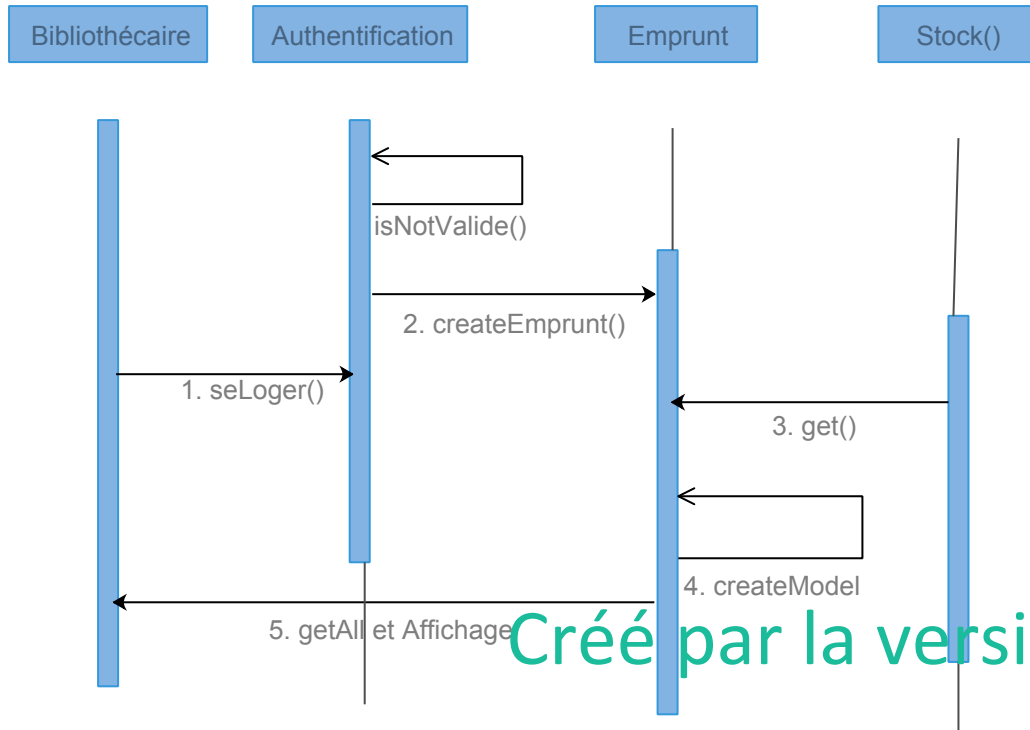 Bibliothécaire
Authentification
Emprunt
Stock()
isNotValide()
2. createEmprunt()
1. seLoger()
3. get()
4. createModel
5. getAll et Affichage
Créé par la versi